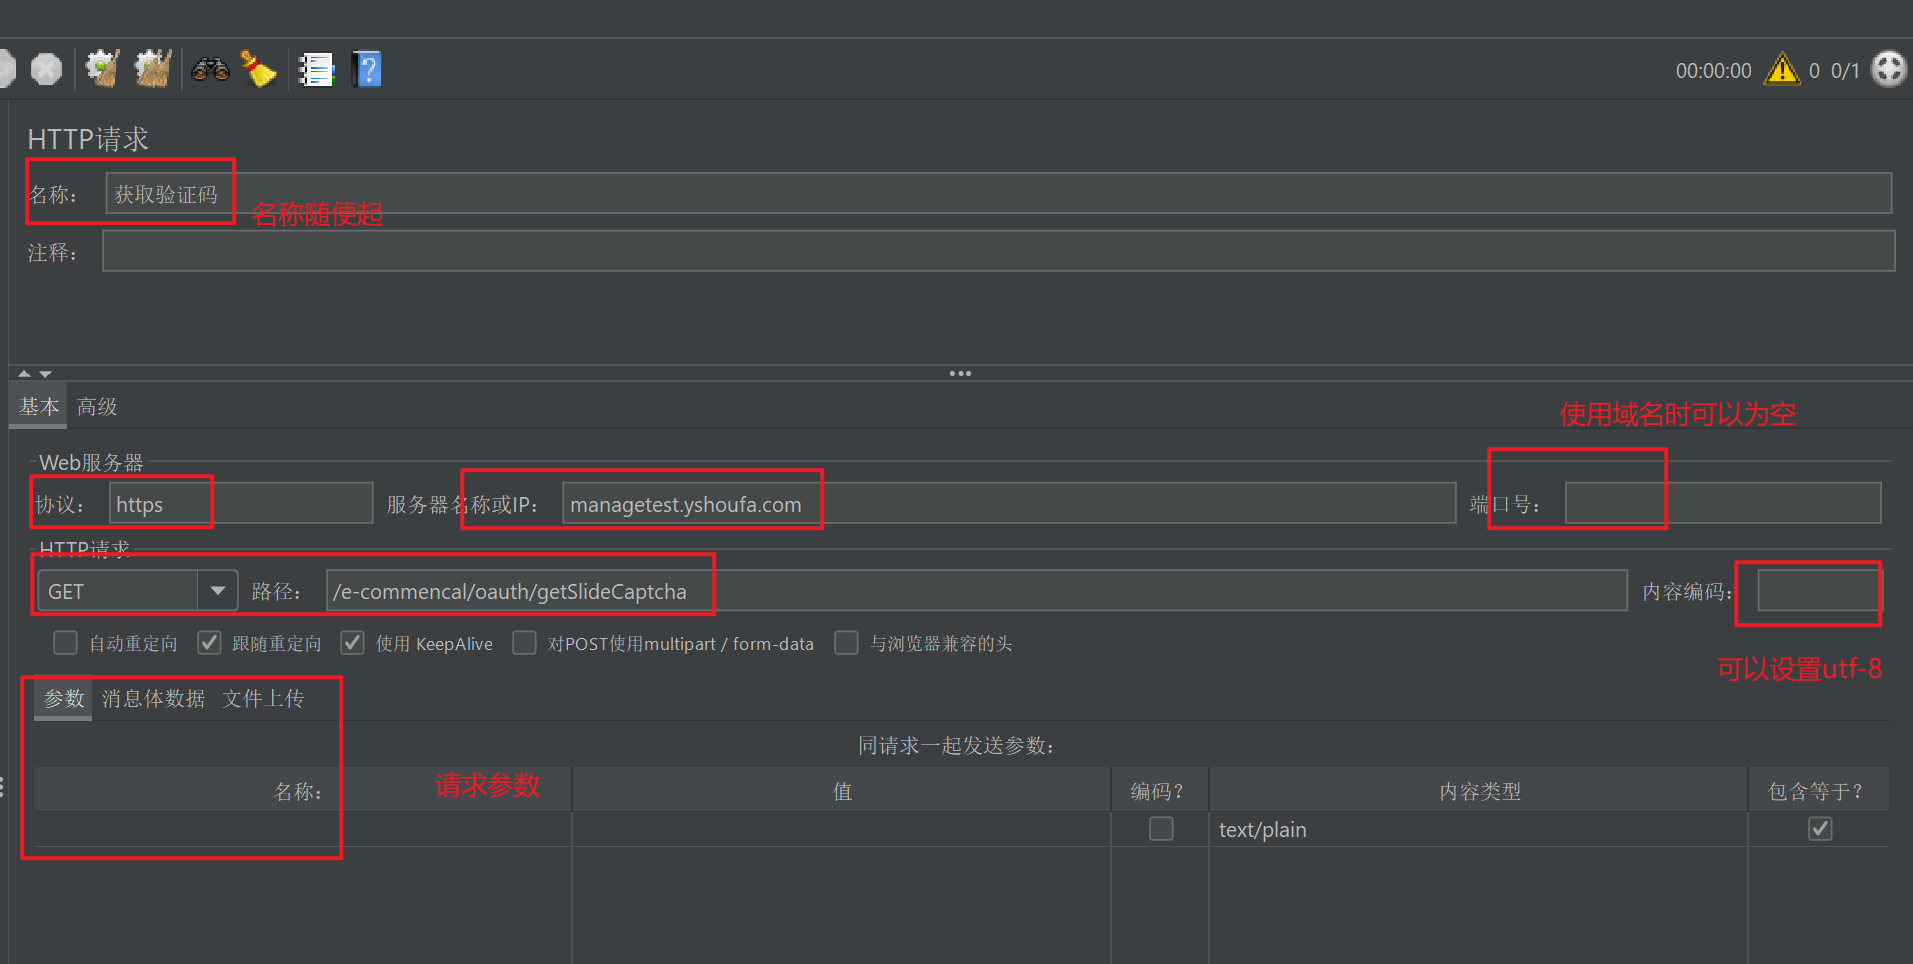 00:00:00 0 0/1
HTTP请求
名称： 获取验证码
名称随便起
注释：
基本 高级
使用域名时可以为空
Web服务器
协议： https 服务器名称或IP： managetest.yshoufa.com 端口号：
HTTP请求
GET 路径： /e-commencal/oauth/getSlideCaptcha 内容编码：
自动重定向 跟随重定向 使用 KeepAlive 对POST使用multipart / form-data 与浏览器兼容的头
可以设置utf-8
参数 消息体数据 文件上传
同请求一起发送参数：
名称： 请求参数 值 编码？ 内容类型 包含等于？
text/plain